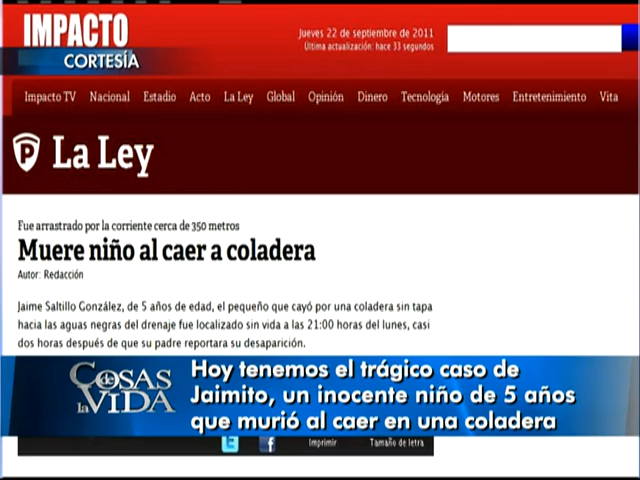 IMPACTO
CORTESÍA
Jueves 22 de septiembre de 2011
Última actualización: hace 33 segundos
Impacto TV Nacional Estadio Acto La Ley Global Opinión Dinero Tecnología Motores Entretenimiento Vita
P La Ley
Fue arrastrado por la corriente cerca de 350 metros
Muere niño al caer a coladera
Autor: Redacción
Jaime Saltillo González, de 5 años de edad, el pequeño que cayó por una coladera sin tapa
hacia las aguas negras del drenaje fue localizado sin vida a las 21:00 horas del lunes, casi
dos horas después de que su padre reportara su desaparición.
COSAS de la VIDA
Hoy tenemos el trágico caso de
Jaimito, un inocente niño de 5 años
que murió al caer en una coladera
Imprimir Tamaño de letra